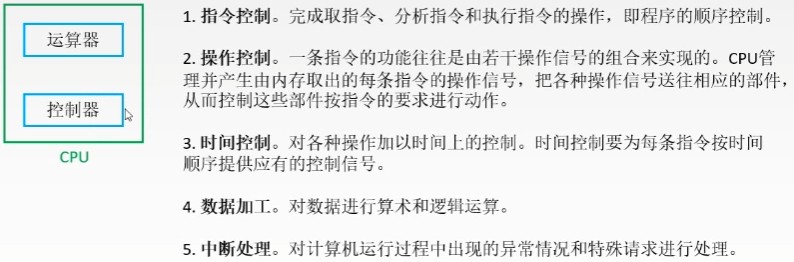 运算器
控制器
CPU
1. 指令控制。完成取指令、分析指令和执行指令的操作，即程序的顺序控制。
2. 操作控制。一条指令的功能往往是由若干操作信号的组合来实现的。CPU管
理并产生由内存取出的每条指令的操作信号，把各种操作信号送往相应的部件，
从而控制这些部件按指令的要求进行动作。
3. 时间控制。对各种操作加以时间上的控制。时间控制要为每条指令按时间
顺序提供应有的控制信号。
4. 数据加工。对数据进行算术和逻辑运算。
5. 中断处理。对计算机运行过程中出现的异常情况和特殊请求进行处理。